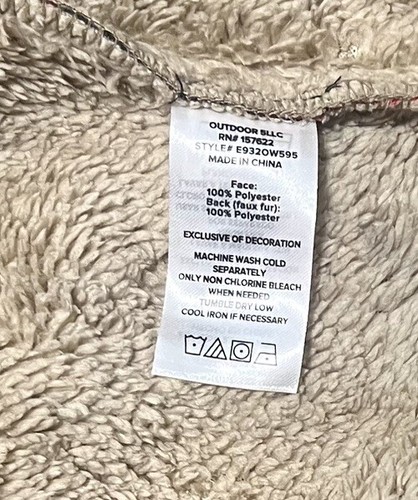 OUTDOOR 5LLC
RN# 157622
STYLE# E932OW595
MADE IN CHINA
Face:
100% Polyester
Back (faux fur):
100% Polyester
EXCLUSIVE OF DECORATION
MACHINE WASH COLD
SEPARATELY
ONLY NON CHLORINE BLEACH
WHEN NEEDED
TUMBLE DRY LOW
COOL IRON IF NECESSARY